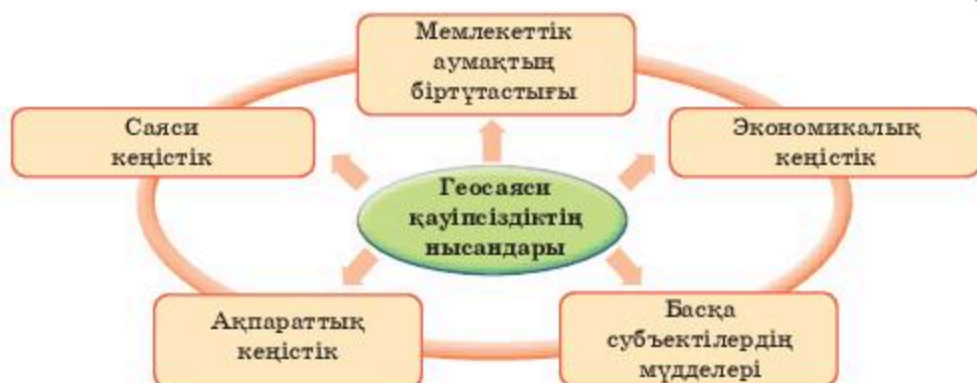 Мемлекеттік
аумақтың
біртұтастығы
Саяси
кеңістік
Экономикалық
кеңістік
Геосаяси
қауіпсіздіктің
нысандары
Ақпараттық
кеңістік
Басқа
субъектілердің
мүдделері